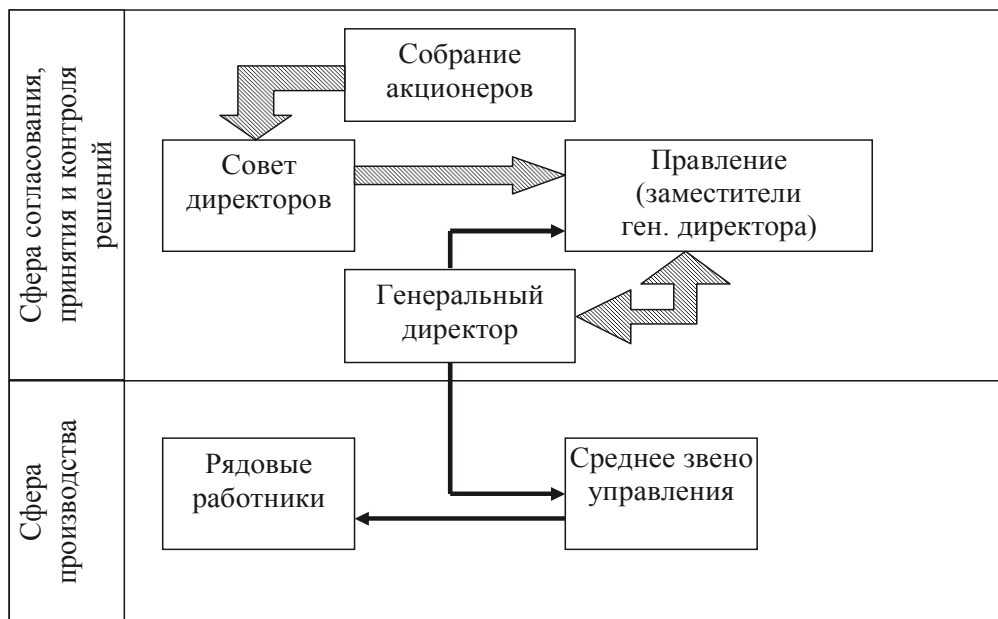 Сфера согласования,
принятия и контроля
решений
Собрание
акционеров
Совет
директоров
Правление
(заместители
ген. директора)
Генеральный
директор
Сфера
производства
Рядовые
работники
Среднее звено
управления